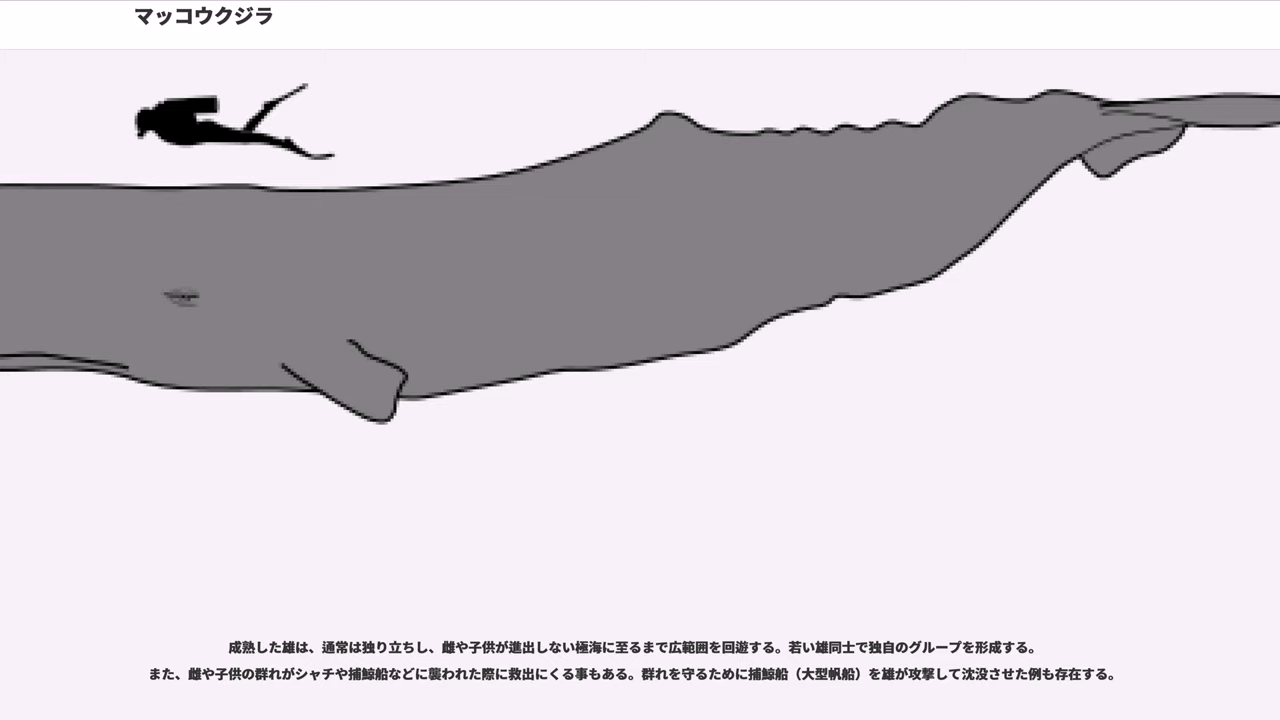 マッコウクジラ
成熟した雄は、通常は独り立ちし、雌や子供が進出しない極海に至るまで広範囲を回遊する。若い雄同士で独自のグループを形成する。
また、雌や子供の群れがシャチや捕鯨船などに襲われた際に救出にくる事もある。群れを守るために捕鯨船（大型帆船）を雄が攻撃して沈没させた例も存在する。